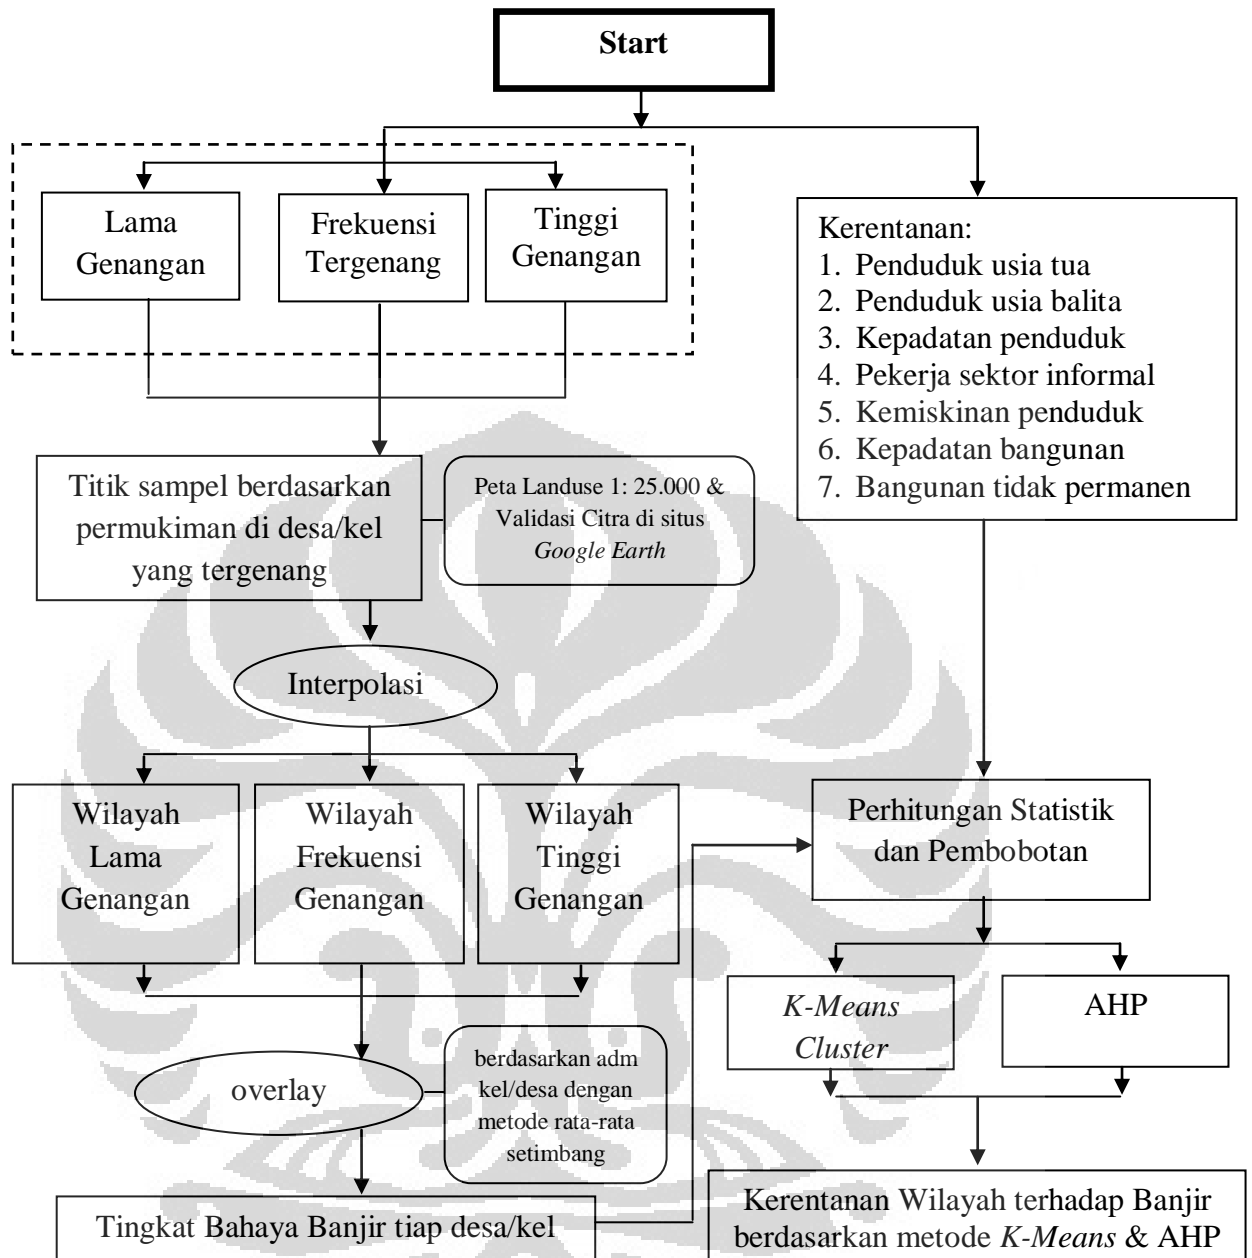 Start
Lama
Genangan
Frekuensi
Tergenang
Tinggi
Genangan
Kerentanan:
1. Penduduk usia tua
2. Penduduk usia balita
3. Kepadatan penduduk
4. Pekerja sektor informal
5. Kemiskinan penduduk
6. Kepadatan bangunan
7. Bangunan tidak permanen
Titik sampel berdasarkan
permukiman di desa/kel
yang tergenang
Peta Landuse 1: 25.000 &
Validasi Citra di situs
Google Earth
Interpolasi
Wilayah
Lama
Genangan
Wilayah
Frekuensi
Genangan
Wilayah
Tinggi
Genangan
Perhitungan Statistik
dan Pembobotan
K-Means
Cluster
AHP
overlay
berdasarkan adm
kel/desa dengan
metode rata-rata
setimbang
Tingkat Bahaya Banjir tiap desa/kel
Kerentanan Wilayah terhadap Banjir
berdasarkan metode K-Means & AHP